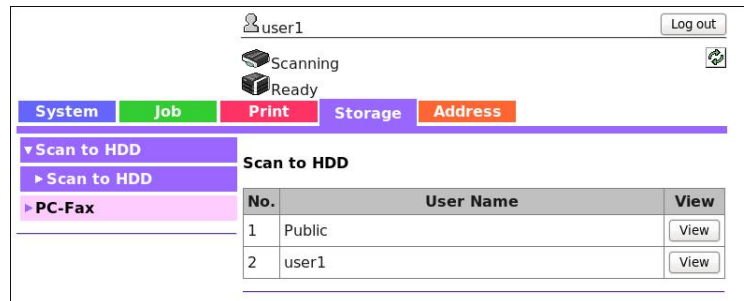 user1
Log out
Scanning
Ready
System Job Print Storage Address
▾Scan to HDD
▸Scan to HDD
▸PC-Fax
Scan to HDD
No. User Name View
1 Public View
2 user1 View